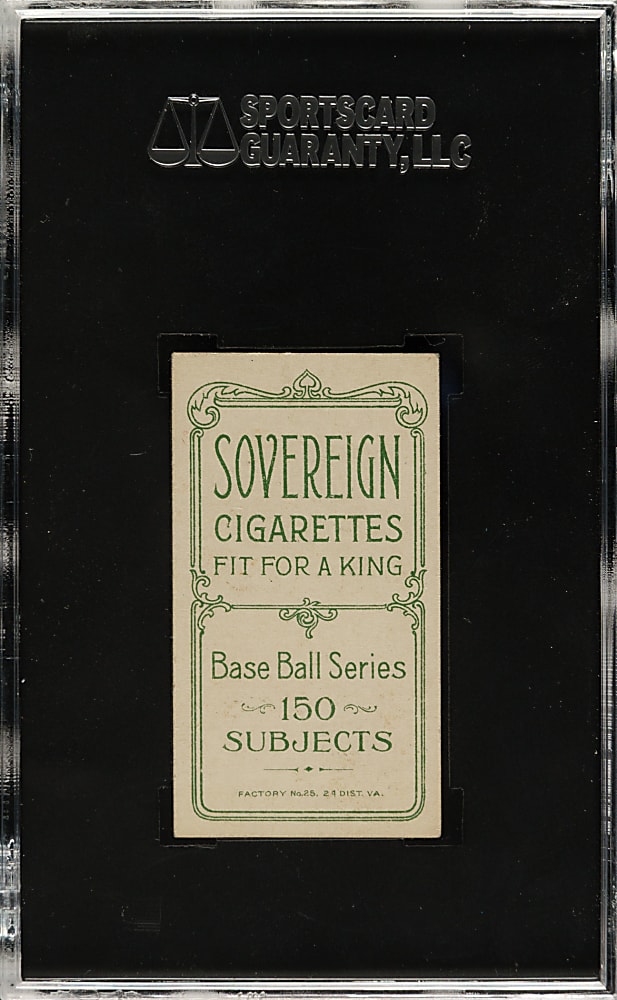 SPORTSCARD
GUARANTY, LLC
SOVEREIGN
CIGARETTES
FIT FOR A KING
Base Ball Series
150
SUBJECTS
FACTORY No. 25. 2d DIST. VA.